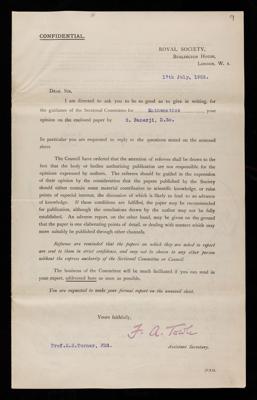 9
CONFIDENTIAL.
ROYAL SOCIETY,
BURLINGTON HOUSE,
LONDON, W. 1.
17th July, 1922.
DEAR SIR,
I am directed to ask you to be so good as to give in writing, for
the guidance of the Sectional Committee for Mathematics your
opinion on the enclosed paper by S. Banerji, D.Sc.
In particular you are requested to reply to the questions stated on the annexed
sheet
The Council have ordered that the attention of referees shall be drawn to the
fact that the body or bodies authorising publication are not responsible for the
opinions expressed by authors. The referees should be guided in the expression
of their opinion by the consideration that the papers published by the Society
should either contain some material contribution to scientific knowledge, or raise
points of especial interest, the discussion of which is likely to lead to an advance
of knowledge. If these conditions are fulfilled, the paper may be recommended
for publication, although the conclusions drawn by the author may not be fully
established. An adverse report, on the other hand, may be given on the ground
that the paper is one elaborating points of detail, or dealing with matters which may
more suitably be published through other channels.
Referees are reminded that the papers on which they are asked to report
are sent to them in strict confidence, and may not be shown to any other person
without the express authority of the Sectional Committee or Council.
The business of the Committee will be much facilitated if you can send in
your report, addressed here as soon as possible.
You are requested to make your formal report on the annexed sheet.
Yours faithfully,
F. A. Towle
Assistant Secretary.
Prof. H.H.Turner, FRS.
[P.T.O.